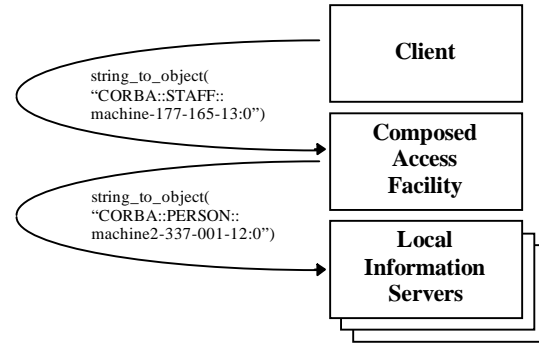 Client
string_to_object(
“CORBA::STAFF::
machine-177-165-13:0”)
Composed
Access
Facility
string_to_object(
“CORBA::PERSON::
machine2-337-001-12:0”)
Local
Information
Servers